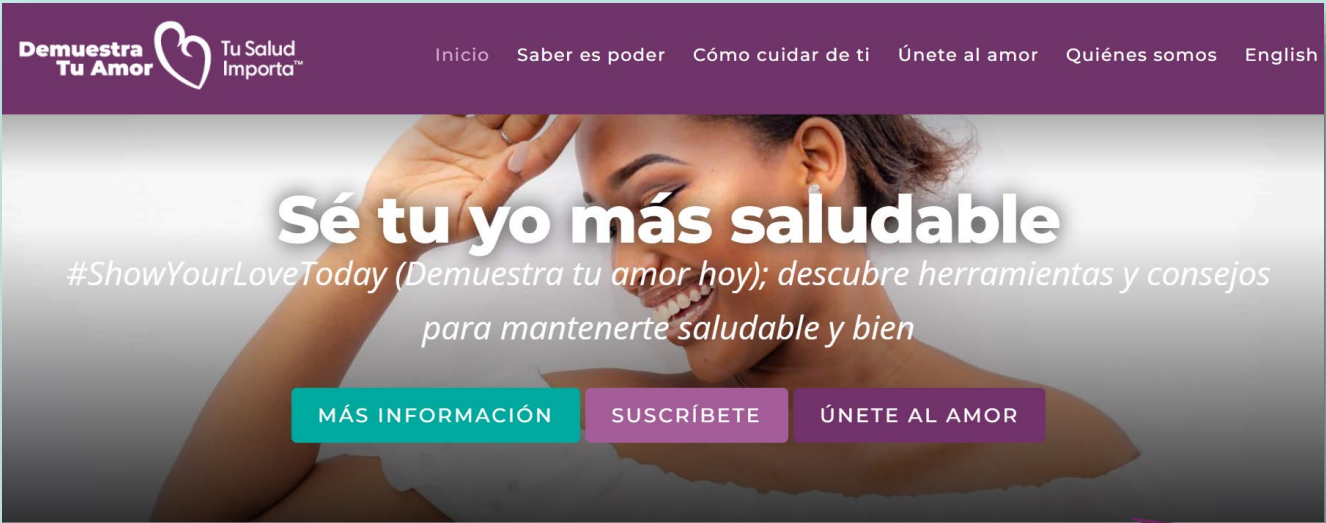 Demuestra
Tu Amor
Tu Salud
Importa™
Inicio Saber es poder Cómo cuidar de ti Únete al amor Quiénes somos English
Sé tu yo más saludable
#ShowYourLoveToday (Demuestra tu amor hoy); descubre herramientas y consejos
para mantenerte saludable y bien
MÁS INFORMACIÓN SUSCRÍBETE ÚNETE AL AMOR